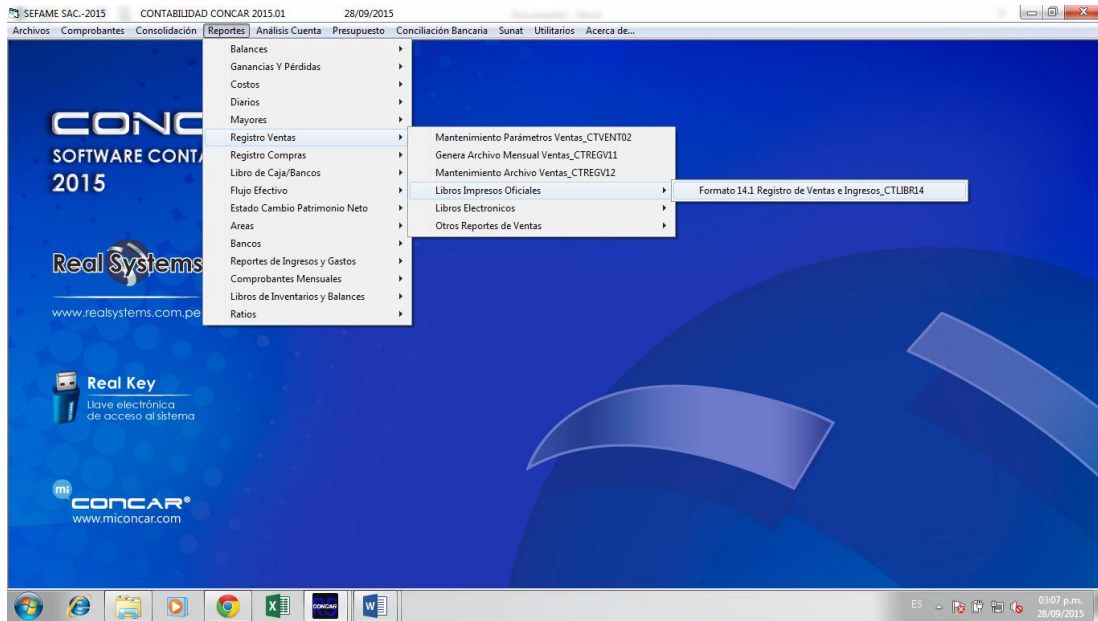 SEFAME SAC.-2015 CONTABILIDAD CONCAR 2015.01 28/09/2015
Archivos Comprobantes Consolidación Reportes Análisis Cuenta Presupuesto Conciliación Bancaria Sunat Utilitarios Acerca de...
Balances
Ganancias Y Pérdidas
Costos
Diarios
Mayores
Registro Ventas
Registro Compras
Libro de Caja/Bancos
Flujo Efectivo
Estado Cambio Patrimonio Neto
Areas
Bancos
Reportes de Ingresos y Gastos
Comprobantes Mensuales
Libros de Inventarios y Balances
Ratios
Mantenimiento Parámetros Ventas_CTVENT02
Genera Archivo Mensual Ventas_CTREGV11
Mantenimiento Archivo Ventas_CTREGV12
Libros Impresos Oficiales
Libros Electronicos
Otros Reportes de Ventas
Formato 14.1 Registro de Ventas e Ingresos_CTLIBR14
CONC
SOFTWARE CONTA
2015
Real Systems
www.realsystems.com.pe
Real Key
Llave electrónica
de acceso al sistema
mi
CONCAR®
www.miconcar.com
CONCAR
ES
03:07 p.m.
28/09/2015